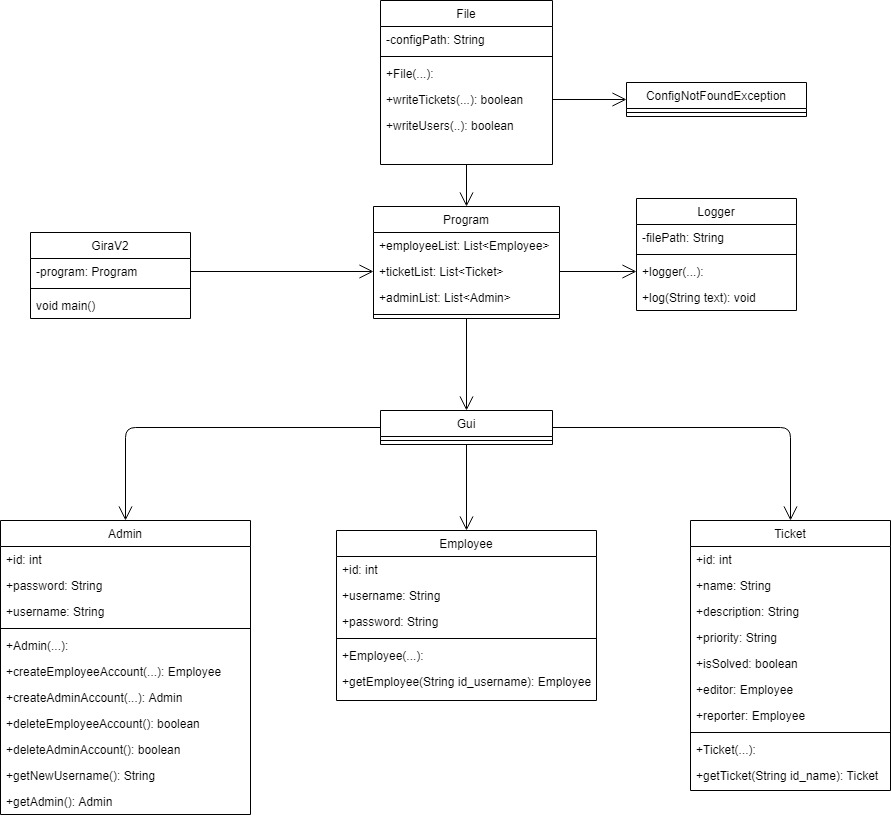 File
-configPath: String
+File(...):
+writeTickets(...): boolean
+writeUsers(..): boolean
ConfigNotFoundException
GiraV2
-program: Program
void main()
Program
+employeeList: List<Employee>
+ticketList: List<Ticket>
+adminList: List<Admin>
Logger
-filePath: String
+logger(...):
+log(String text): void
Gui
Admin
+id: int
+password: String
+username: String
+Admin(...):
+createEmployeeAccount(...): Employee
+createAdminAccount(...): Admin
+deleteEmployeeAccount(): boolean
+deleteAdminAccount(): boolean
+getNewUsername(): String
+getAdmin(): Admin
Employee
+id: int
+username: String
+password: String
+Employee(...):
+getEmployee(String id_username): Employee
Ticket
+id: int
+name: String
+description: String
+priority: String
+isSolved: boolean
+editor: Employee
+reporter: Employee
+Ticket(...):
+getTicket(String id_name): Ticket